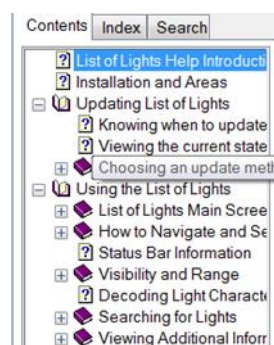 Contents Index Search
List of Lights Help Introducti
Installation and Areas
Updating List of Lights
Knowing when to update
Viewing the current state
Choosing an update met
Using the List of Lights
List of Lights Main Scree
How to Navigate and Se
Status Bar Information
Visibility and Range
Decoding Light Charact
Searching for Lights
Viewing Additional Inforr